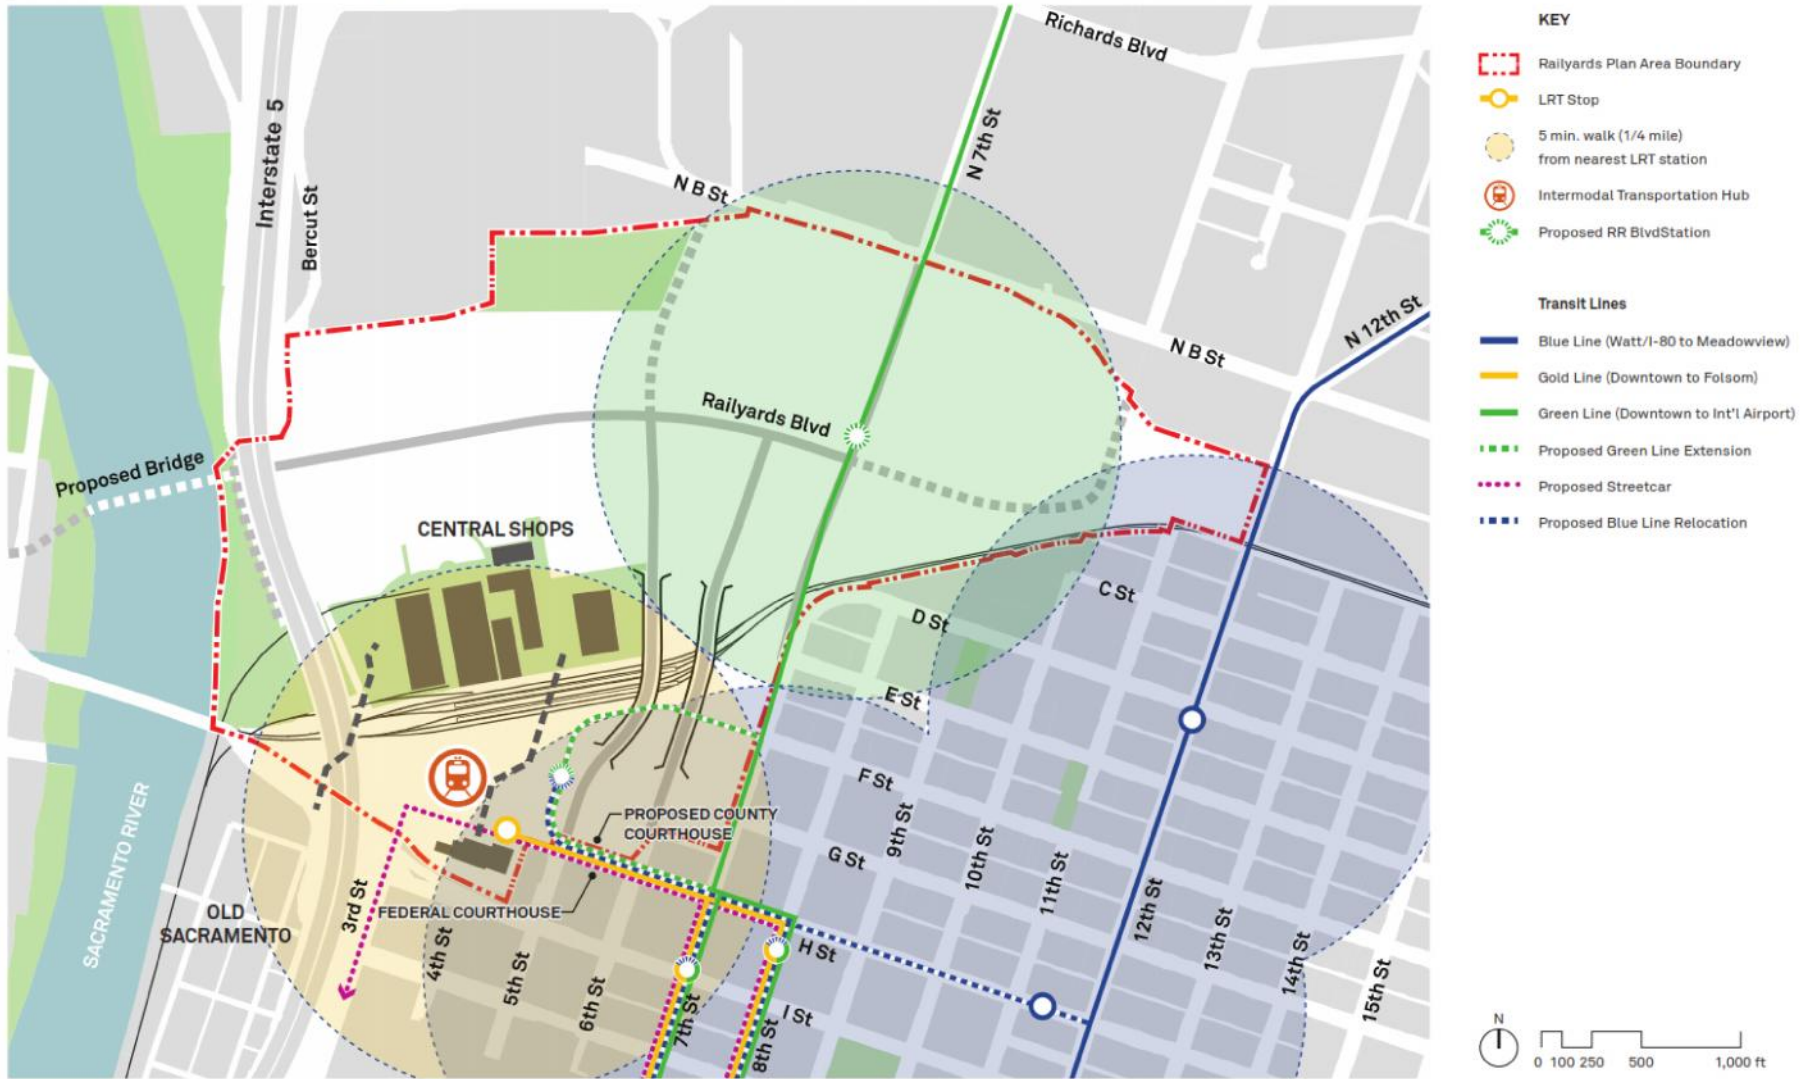 Richards Blvd
Interstate 5
Bercut St
N 7th St
N B St
N 12th St
N B St
Railyards Blvd
Proposed Bridge
CENTRAL SHOPS
C St
D St
E St
F St
G St
H St
I St
PROPOSED COUNTY
COURTHOUSE
FEDERAL COURTHOUSE
SACRAMENTO RIVER
OLD
SACRAMENTO
3rd St
4th St
5th St
6th St
7th St
8th St
9th St
10th St
11th St
12th St
13th St
14th St
15th St
KEY
Railyards Plan Area Boundary
LRT Stop
5 min. walk (1/4 mile)
from nearest LRT station
Intermodal Transportation Hub
Proposed RR BlvdStation
Transit Lines
Blue Line (Watt/I-80 to Meadowview)
Gold Line (Downtown to Folsom)
Green Line (Downtown to Int'l Airport)
Proposed Green Line Extension
Proposed Streetcar
Proposed Blue Line Relocation
N
0 100 250 500 1,000 ft